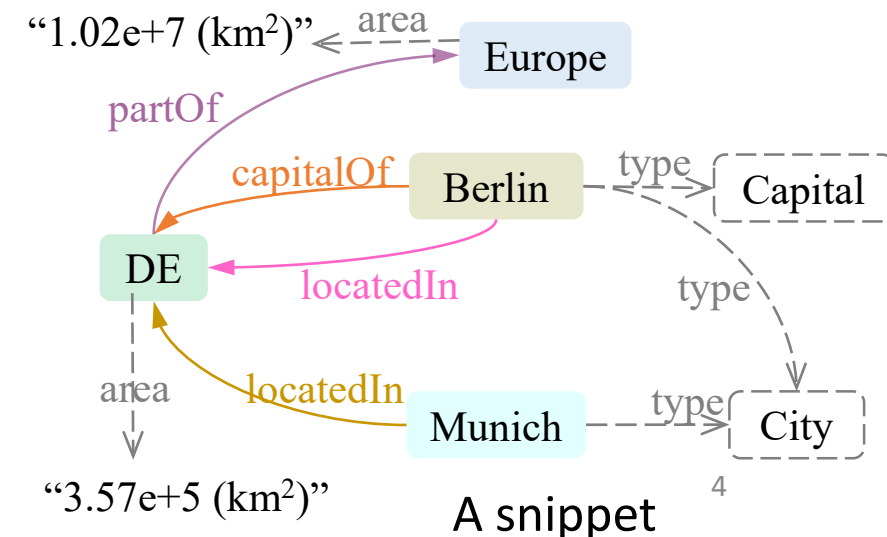 “1.02e+7 (km²)”
area
Europe
partOf
capitalOf
Berlin
type
Capital
DE
locatedIn
type
area
locatedIn
Munich
type
City
“3.57e+5 (km²)”
4
A snippet